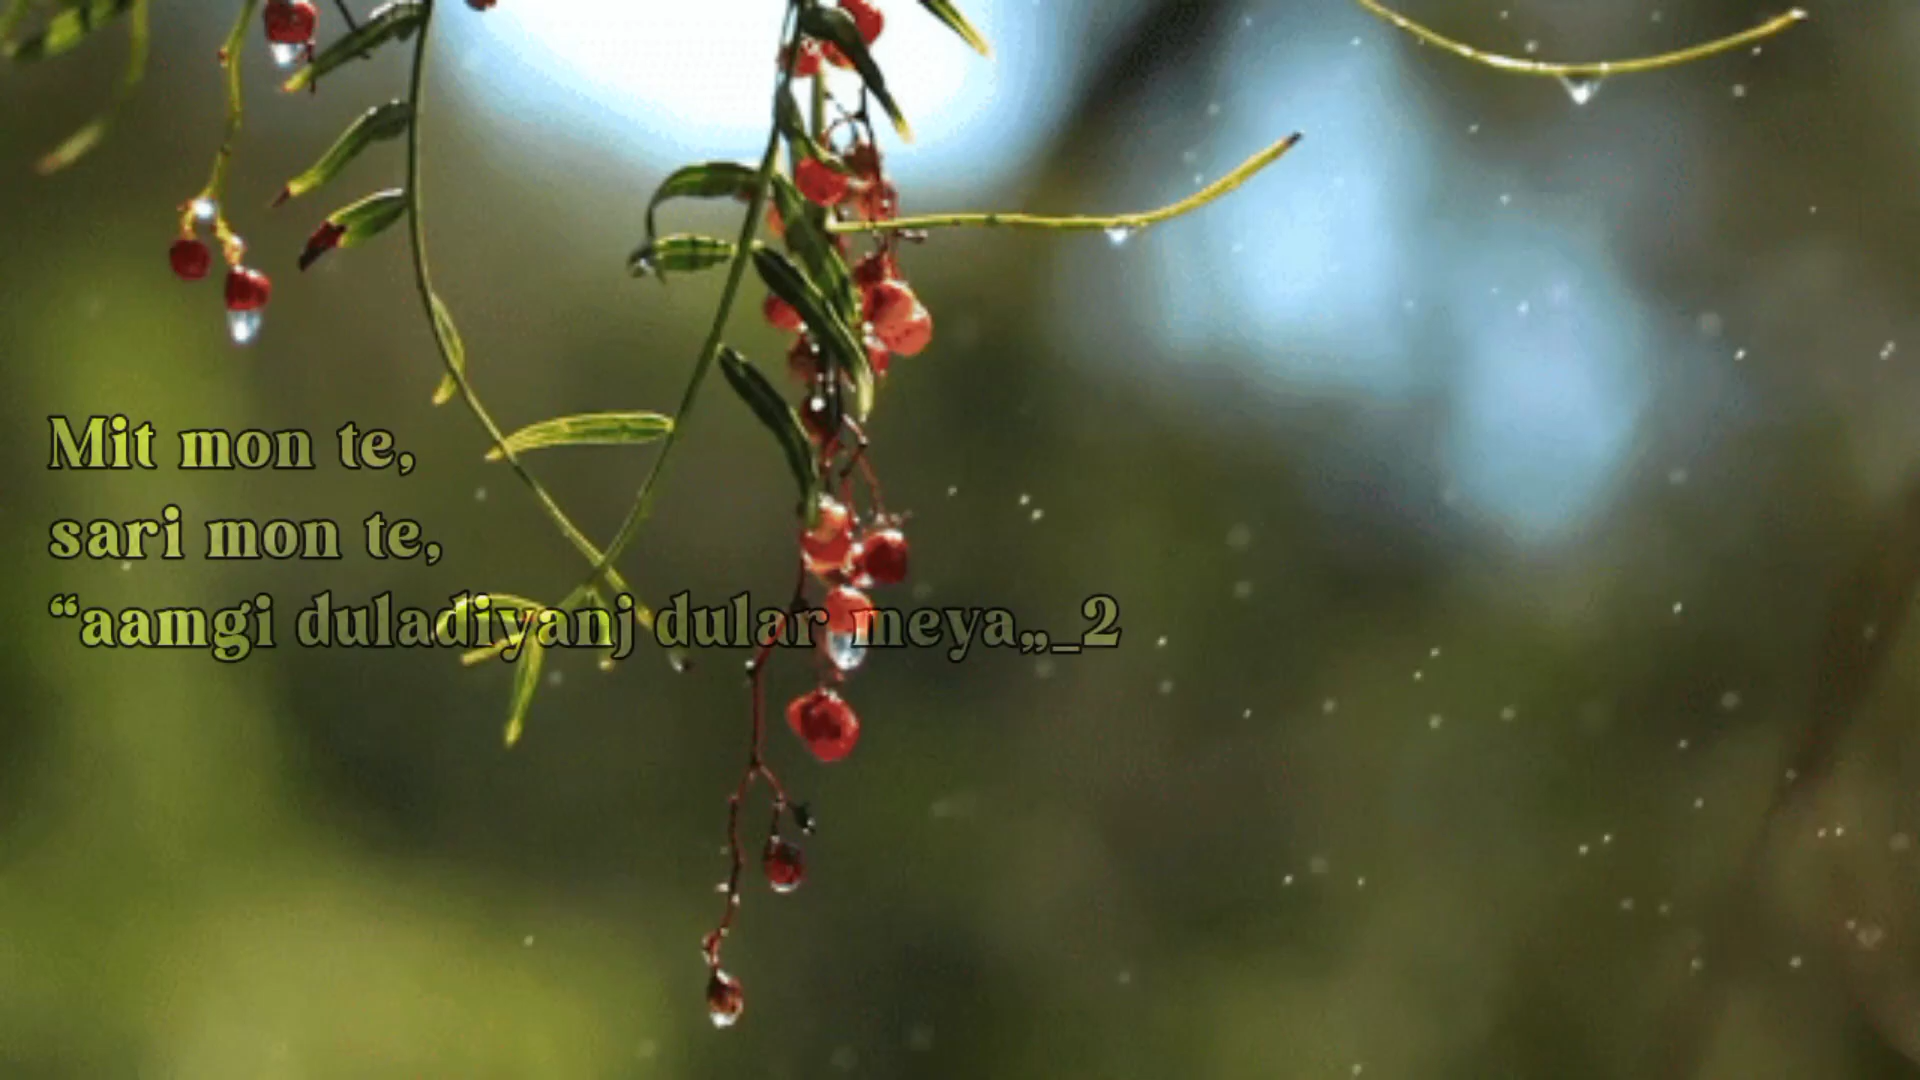 Mit mon te,
sari mon te,
“aamgi duladiyanj dular meya„_2